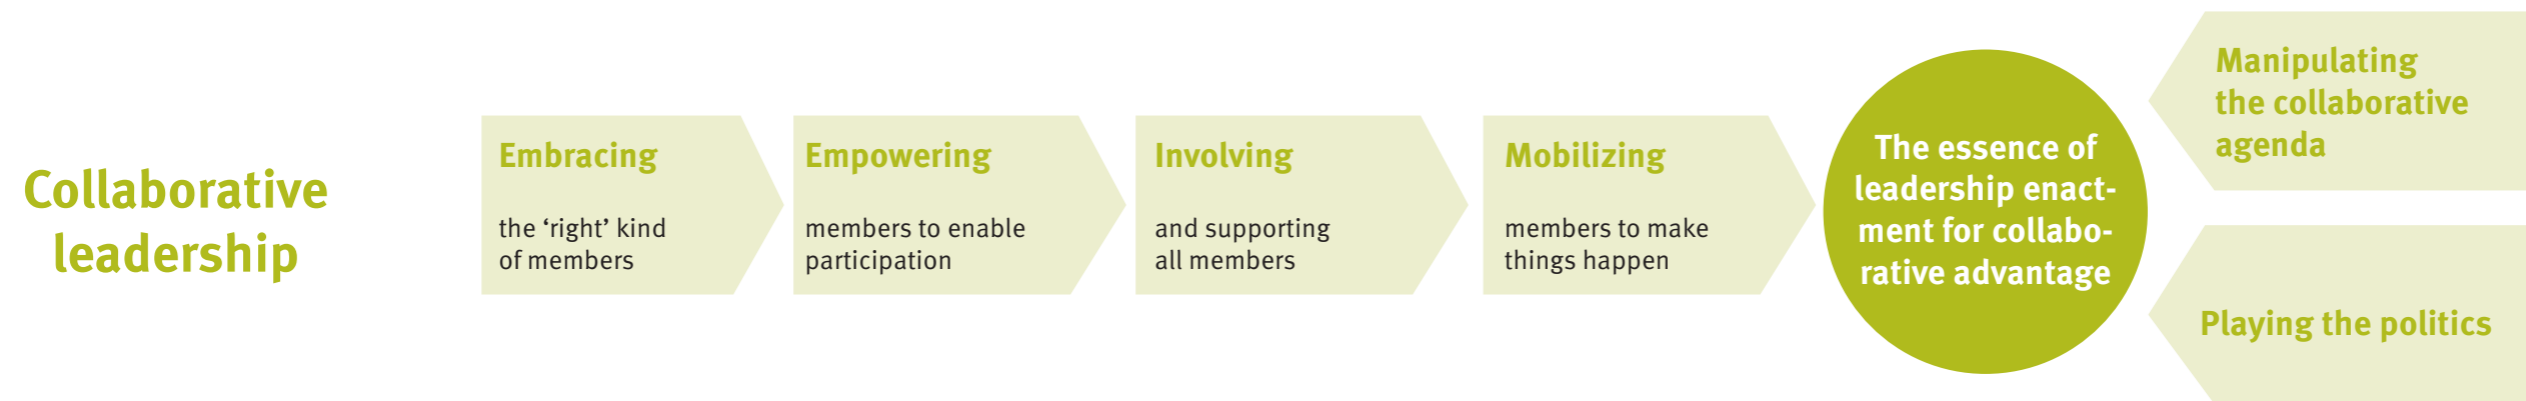 Collaborative
leadership
Embracing
the ‘right’ kind
of members
Empowering
members to enable
participation
Involving
and supporting
all members
Mobilizing
members to make
things happen
The essence of
leadership enact-
ment for collabo-
rative advantage
Manipulating
the collaborative
agenda
Playing the politics